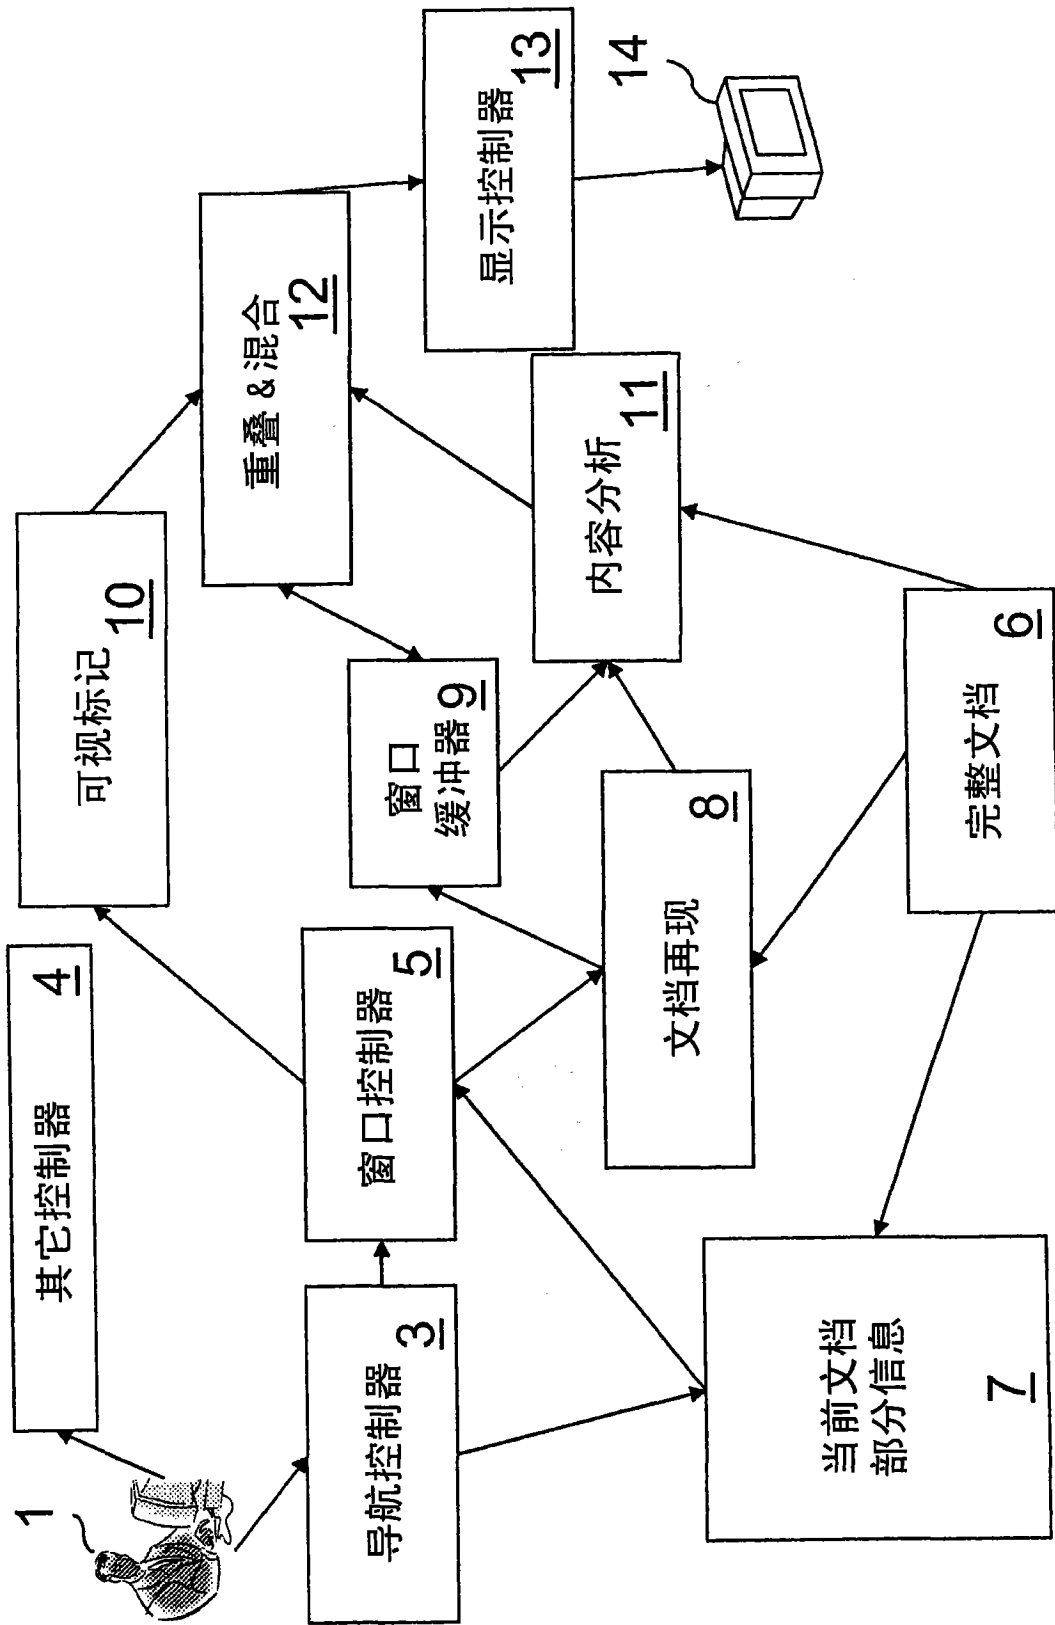 1
其它控制器
4
可视标记
10
导航控制器
3
窗口控制器
5
窗口
缓冲器
9
重叠&混合
12
显示控制器
13
14
当前文档
部分信息
7
文档再现
8
内容分析
11
完整文档
6